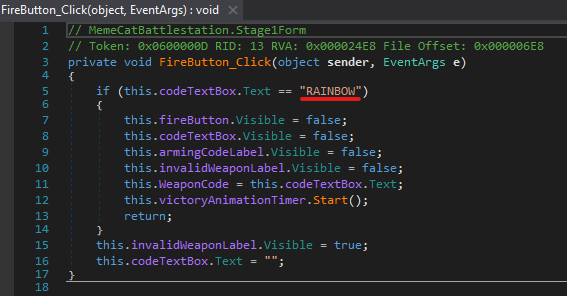 FireButton_Click(object, EventArgs) : void ×
1 // MemeCatBattlestation.Stage1Form
2 // Token: 0x0600000D RID: 13 RVA: 0x000024E8 File Offset: 0x000006E8
3 private void FireButton_Click(object sender, EventArgs e)
4 {
5 if (this.codeTextBox.Text == "RAINBOW")
6 {
7 this.fireButton.Visible = false;
8 this.codeTextBox.Visible = false;
9 this.armingCodeLabel.Visible = false;
10 this.invalidWeaponLabel.Visible = false;
11 this.WeaponCode = this.codeTextBox.Text;
12 this.victoryAnimationTimer.Start();
13 return;
14 }
15 this.invalidWeaponLabel.Visible = true;
16 this.codeTextBox.Text = "";
17 }
18